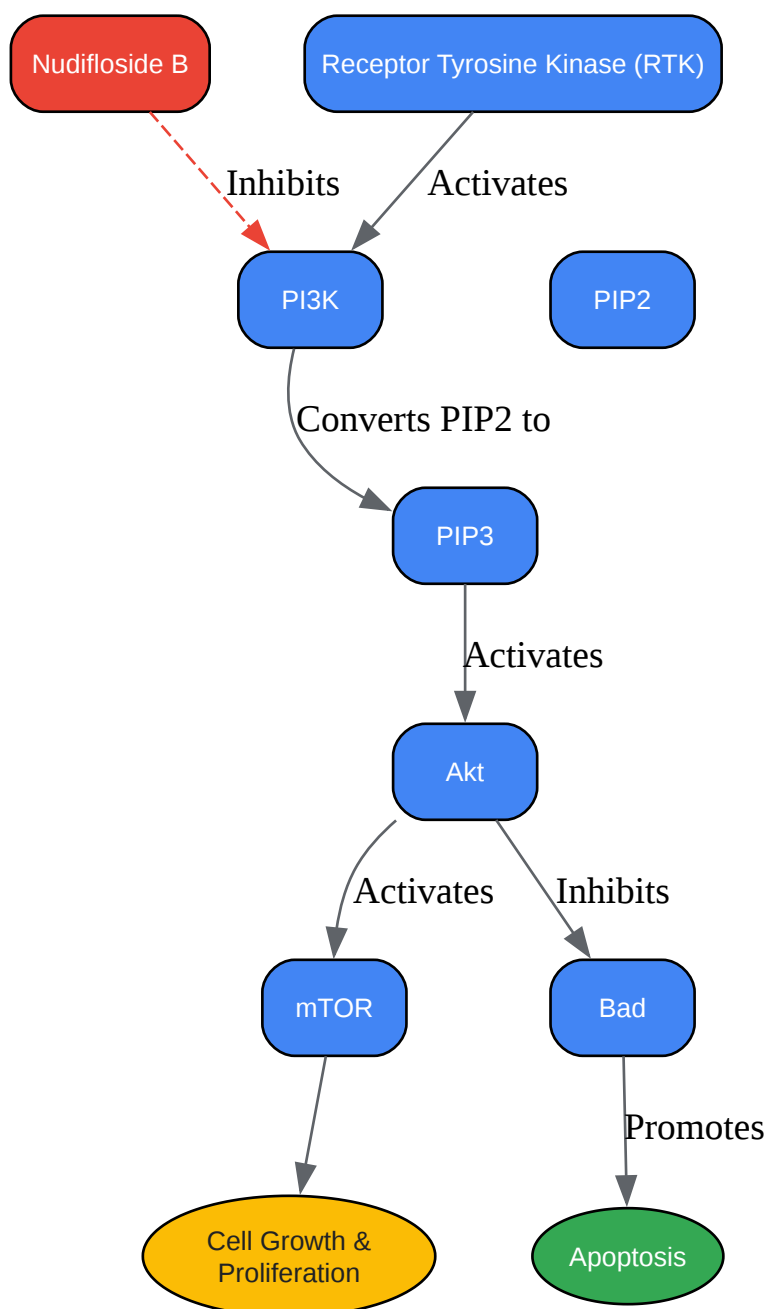 Nudifloside B
Receptor Tyrosine Kinase (RTK)
Inhibits
Activates
PI3K
PIP2
Converts PIP2 to
PIP3
Activates
Akt
Activates
Inhibits
mTOR
Bad
Promotes
Cell Growth &
Proliferation
Apoptosis